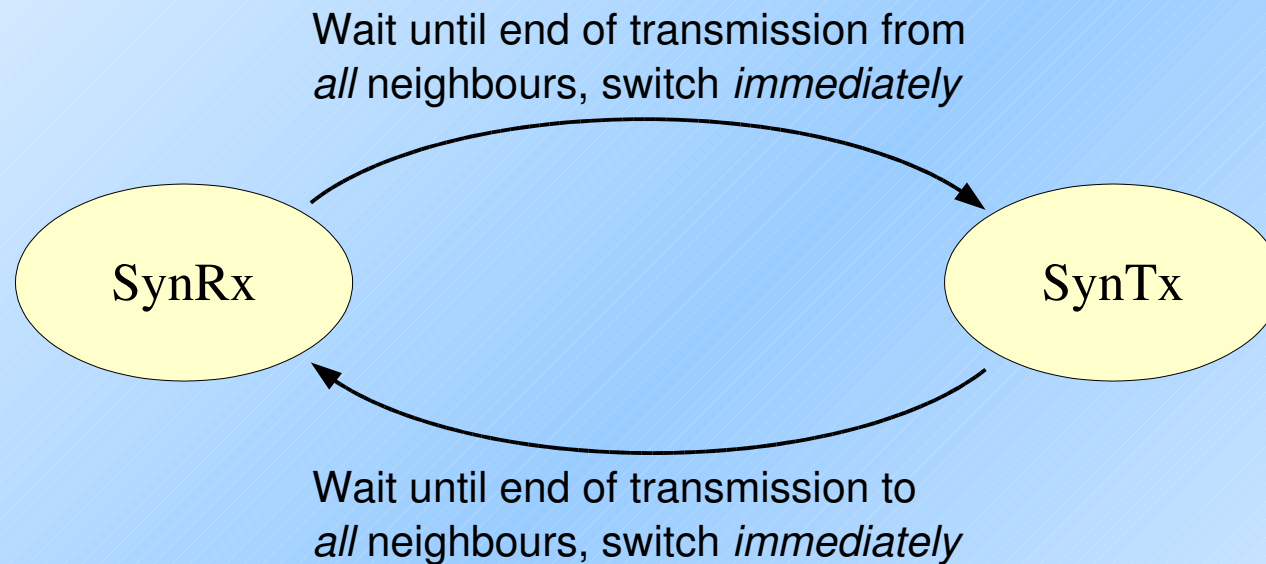 Wait until end of transmission from
all neighbours, switch immediately
SynRx
SynTx
Wait until end of transmission to
all neighbours, switch immediately